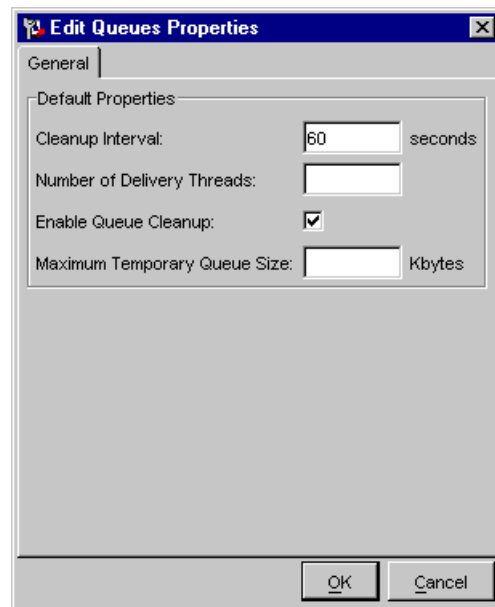 Edit Queues Properties
General
Default Properties
Cleanup Interval: 60 seconds
Number of Delivery Threads:
Enable Queue Cleanup:
Maximum Temporary Queue Size: Kbytes
OK Cancel